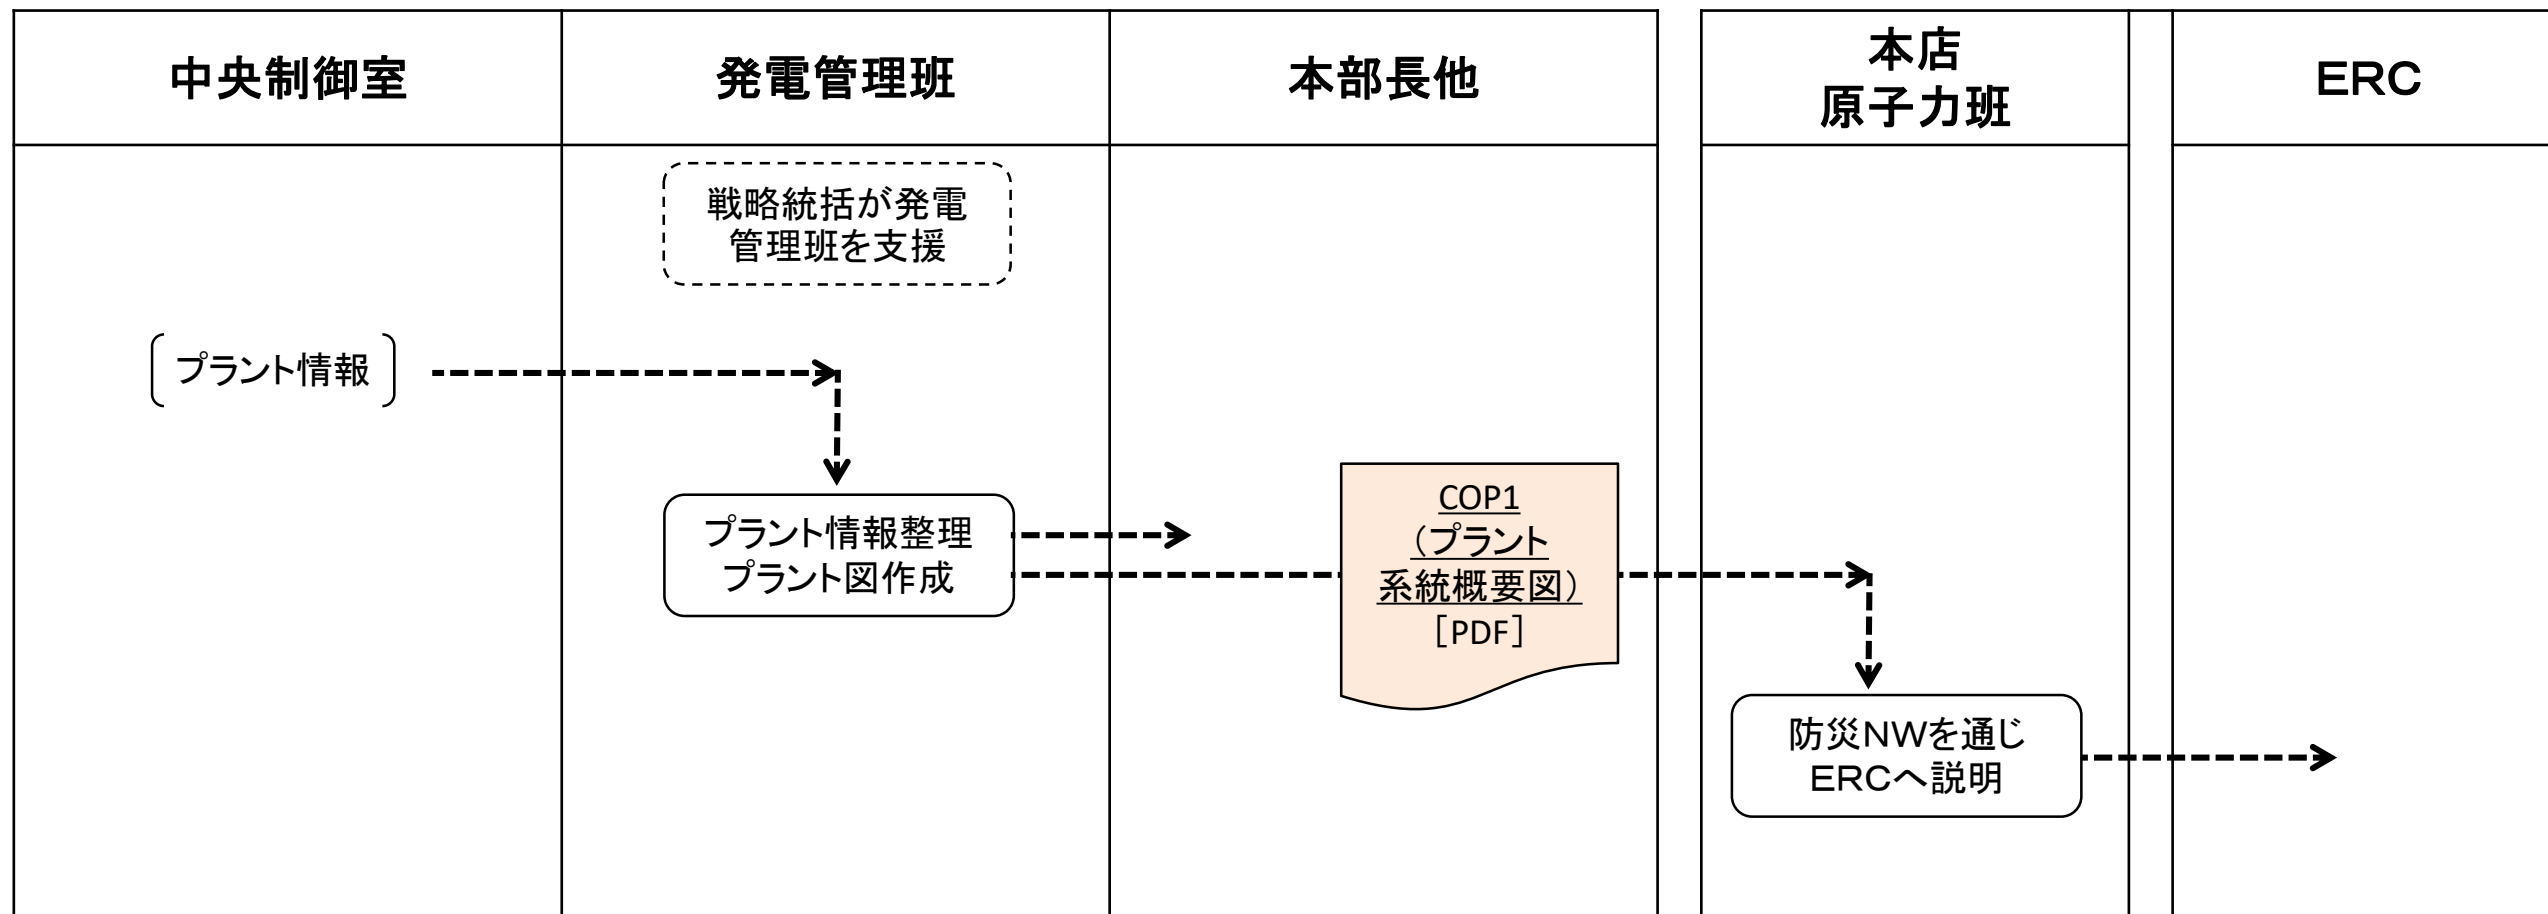 中央制御室
発電管理班
本部長他
本店
原子力班
ERC
戦略統括が発電
管理班を支援
プラント情報
プラント情報整理
プラント図作成
COP1
（プラント
系統概要図）
［PDF］
防災NWを通じ
ERCへ説明